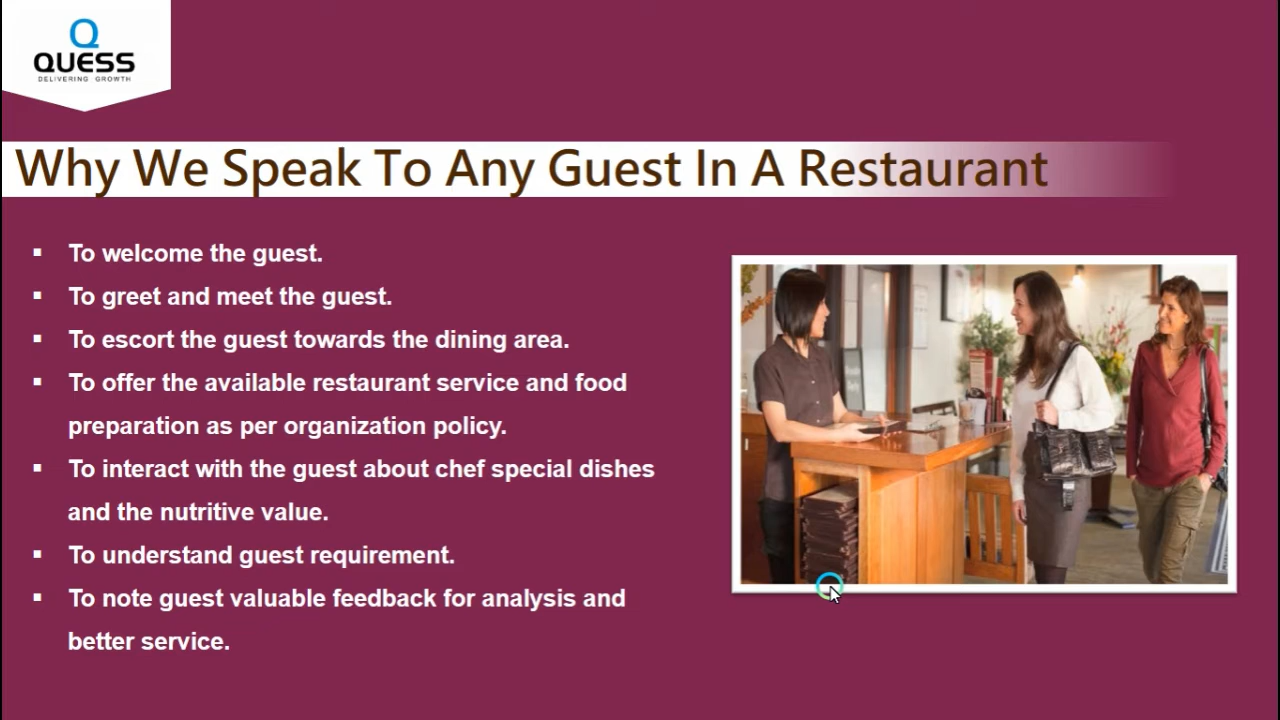 Q
QUESS
DELIVERING GROWTH
Why We Speak To Any Guest In A Restaurant
▪ To welcome the guest.
▪ To greet and meet the guest.
▪ To escort the guest towards the dining area.
▪ To offer the available restaurant service and food
preparation as per organization policy.
▪ To interact with the guest about chef special dishes
and the nutritive value.
▪ To understand guest requirement.
▪ To note guest valuable feedback for analysis and
better service.